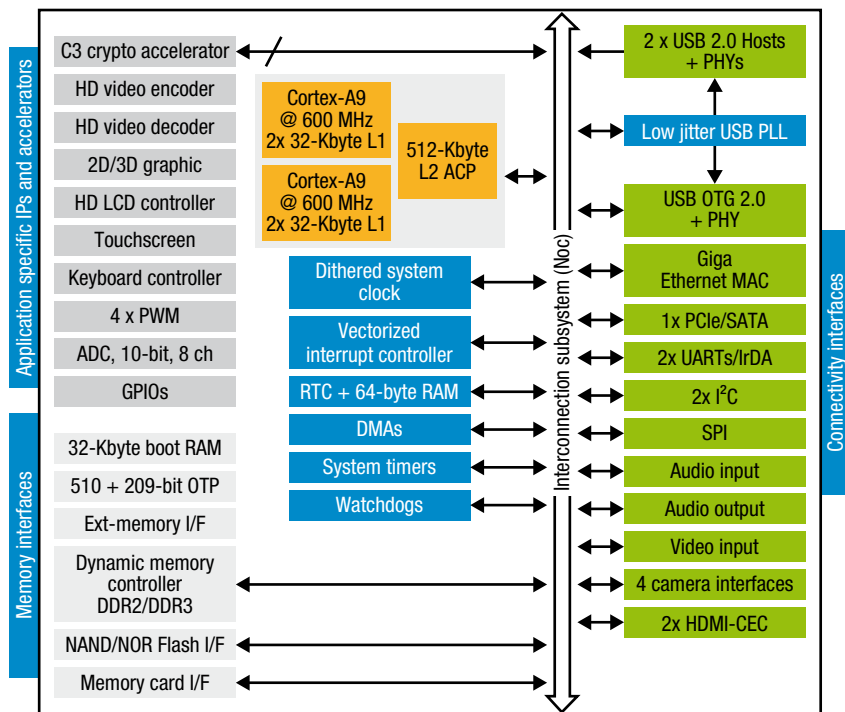 Application specific IPs and accelerators
C3 crypto accelerator
HD video encoder
HD video decoder
2D/3D graphic
HD LCD controller
Touchscreen
Keyboard controller
4 x PWM
ADC, 10-bit, 8 ch
GPIOs
Memory interfaces
32-Kbyte boot RAM
510 + 209-bit OTP
Ext-memory I/F
Dynamic memory
controller
DDR2/DDR3
NAND/NOR Flash I/F
Memory card I/F
Cortex-A9
@ 600 MHz
2x 32-Kbyte L1
Cortex-A9
@ 600 MHz
2x 32-Kbyte L1
512-Kbyte
L2 ACP
Dithered system
clock
Vectorized
interrupt controller
RTC + 64-byte RAM
DMAs
System timers
Watchdogs
Interconnection subsystem (Noc)
2 x USB 2.0 Hosts
+ PHYs
Low jitter USB PLL
USB OTG 2.0
+ PHY
Giga
Ethernet MAC
1x PCIe/SATA
2x UARTs/IrDA
2x I²C
SPI
Audio input
Audio output
Video input
4 camera interfaces
2x HDMI-CEC
Connectivity interfaces